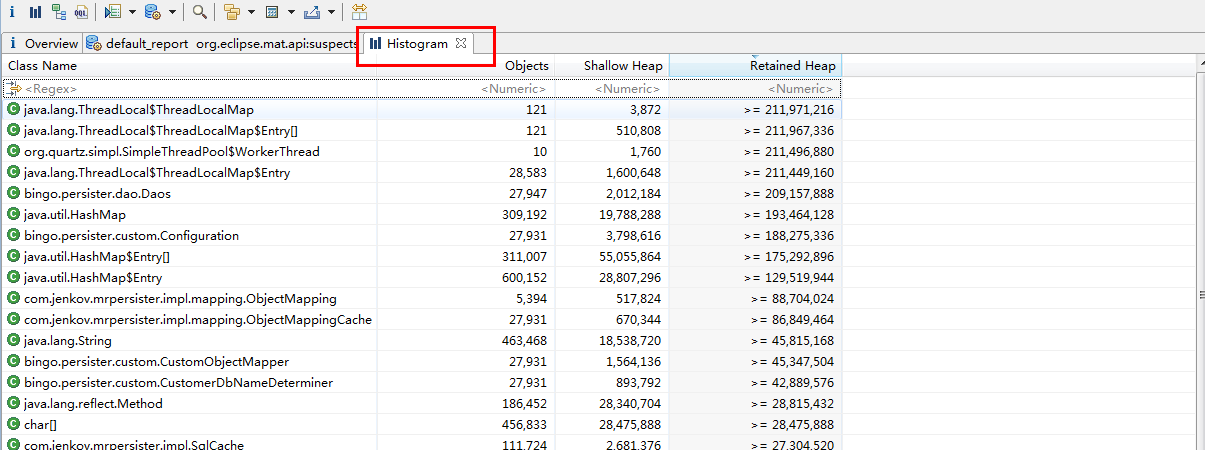 i OQL
i Overview default_report org.eclipse.mat.api:suspects Histogram
Class Name Objects Shallow Heap Retained Heap
<Regex> <Numeric> <Numeric> <Numeric>
java.lang.ThreadLocal$ThreadLocalMap 121 3,872 >= 211,971,216
java.lang.ThreadLocal$ThreadLocalMap$Entry[] 121 510,808 >= 211,967,336
org.quartz.simpl.SimpleThreadPool$WorkerThread 10 1,760 >= 211,496,880
java.lang.ThreadLocal$ThreadLocalMap$Entry 28,583 1,600,648 >= 211,449,160
bingo.persister.dao.Daos 27,947 2,012,184 >= 209,157,888
java.util.HashMap 309,192 19,788,288 >= 193,464,128
bingo.persister.custom.Configuration 27,931 3,798,616 >= 188,275,336
java.util.HashMap$Entry[] 311,007 55,055,864 >= 175,292,896
java.util.HashMap$Entry 600,152 28,807,296 >= 129,519,944
com.jenkov.mrpersister.impl.mapping.ObjectMapping 5,394 517,824 >= 88,704,024
com.jenkov.mrpersister.impl.mapping.ObjectMappingCache 27,931 670,344 >= 86,849,464
java.lang.String 463,468 18,538,720 >= 45,815,168
bingo.persister.custom.CustomObjectMapper 27,931 1,564,136 >= 45,347,504
bingo.persister.custom.CustomerDbNameDeterminer 27,931 893,792 >= 42,889,576
java.lang.reflect.Method 186,452 28,340,704 >= 28,815,432
char[] 456,833 28,475,888 >= 28,475,888
com.jenkov.mrpersister.impl.SqlCache 111,724 2,681,376 >= 27,304,520